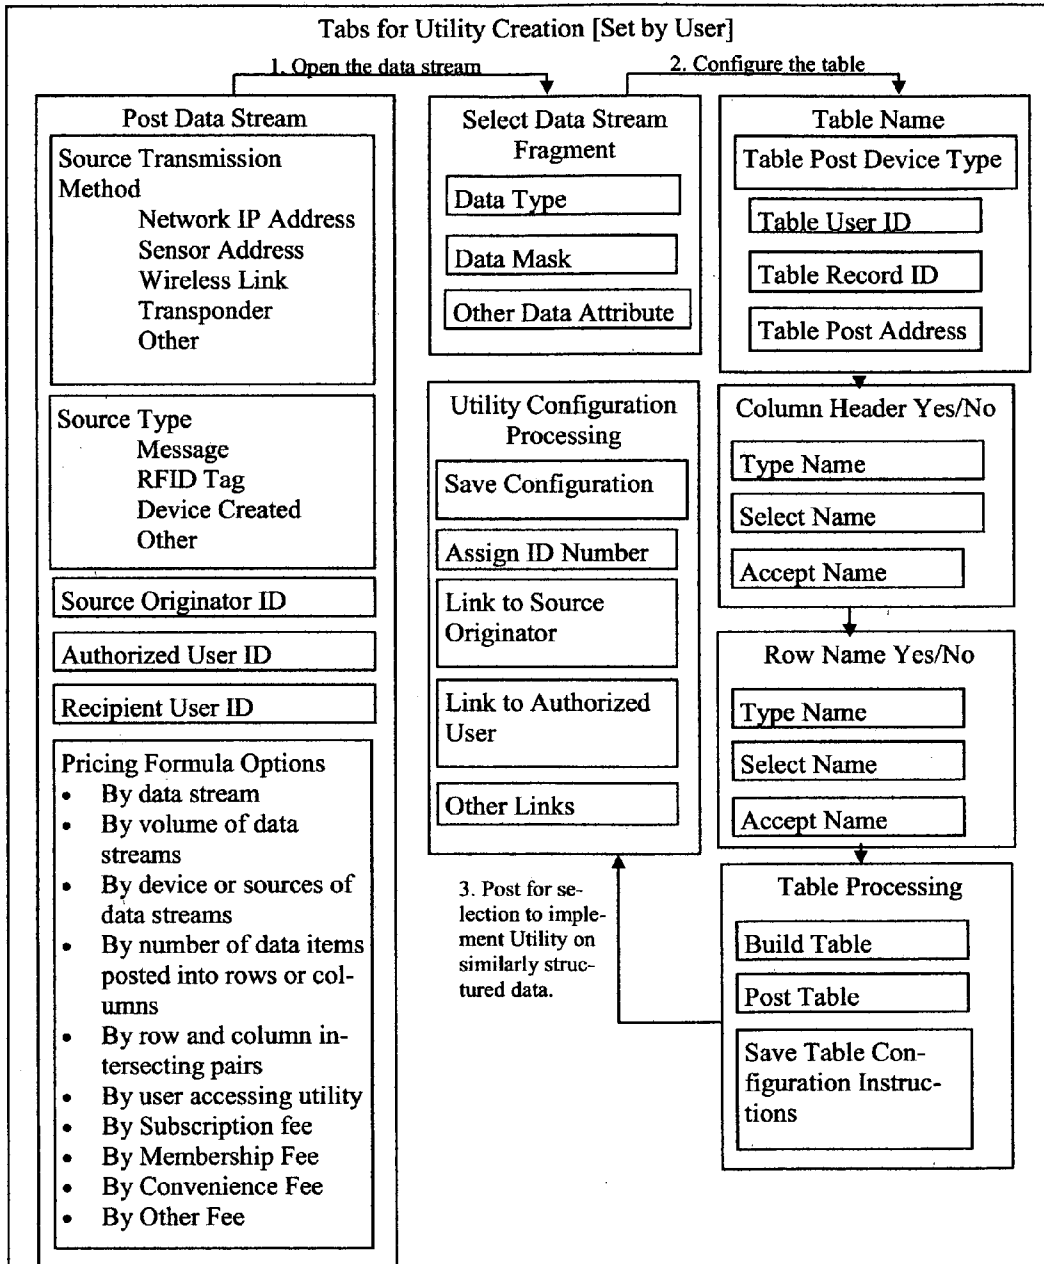 Tabs for Utility Creation [Set by User]
1. Open the data stream
2. Configure the table
Post Data Stream
Source Transmission
Method
Network IP Address
Sensor Address
Wireless Link
Transponder
Other
Source Type
Message
RFID Tag
Device Created
Other
Source Originator ID
Authorized User ID
Recipient User ID
Pricing Formula Options
• By data stream
• By volume of data
streams
• By device or sources of
data streams
• By number of data items
posted into rows or col-
umns
• By row and column in-
tersecting pairs
• By user accessing utility
• By Subscription fee
• By Membership Fee
• By Convenience Fee
• By Other Fee
Select Data Stream
Fragment
Data Type
Data Mask
Other Data Attribute
Utility Configuration
Processing
Save Configuration
Assign ID Number
Link to Source
Originator
Link to Authorized
User
Other Links
3. Post for se-
lection to imple-
ment Utility on
similarly struc-
tured data.
Table Name
Table Post Device Type
Table User ID
Table Record ID
Table Post Address
Column Header Yes/No
Type Name
Select Name
Accept Name
Row Name Yes/No
Type Name
Select Name
Accept Name
Table Processing
Build Table
Post Table
Save Table Con-
figuration Instruc-
tions